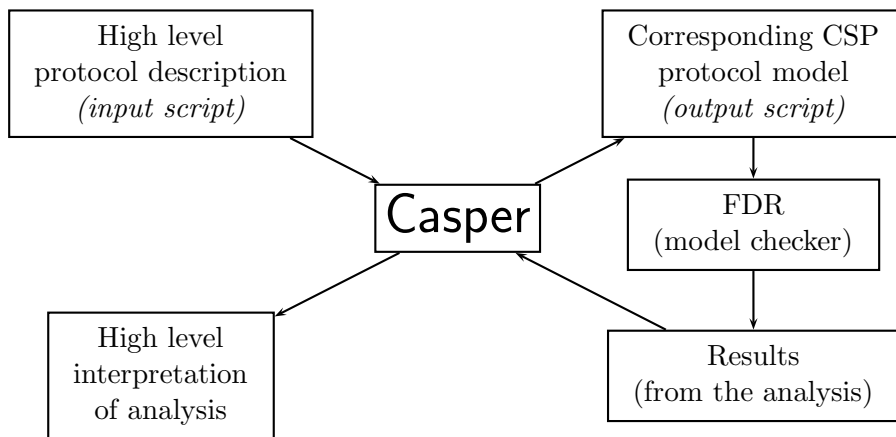 High level
protocol description
(input script)
Corresponding CSP
protocol model
(output script)
Casper
FDR
(model checker)
High level
interpretation
of analysis
Results
(from the analysis)